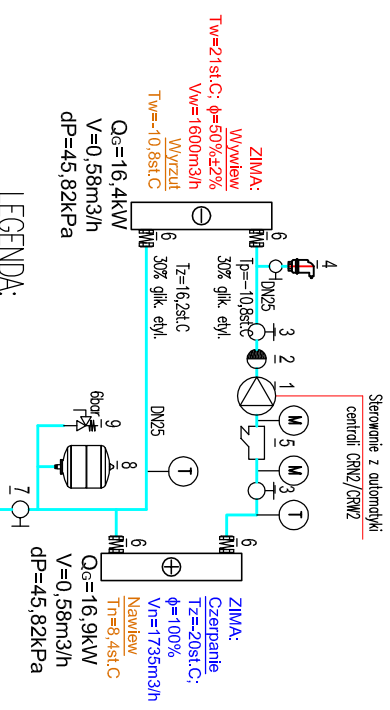 ZIMA:
Wywiew
Tw=21st.C; ϕ=50%±2%
Vw=1600m3/h
Wyrzut
Tw=-10,8st.C
QG=16,4kW
V=0,58m3/h
dP=45,82kPa
LEGENDA:
6
6
Tp=-10,8st.C
30% glik. etyl.
DN25
4
3
2
1
Tz=16,2st.C
30% glik. etyl.
DN25
M
5
M
3
T
T
Sterowanie z automatyki
centrali CRN2/CRW2
6bar
9
8
7
6
6
ZIMA:
Czerpanie
Tz=-20st.C;
ϕ=100%
Vn=1735m3/h
Nawiew
Tn=8,4st.C
QG=16,9kW
V=0,58m3/h
dP=45,82kPa